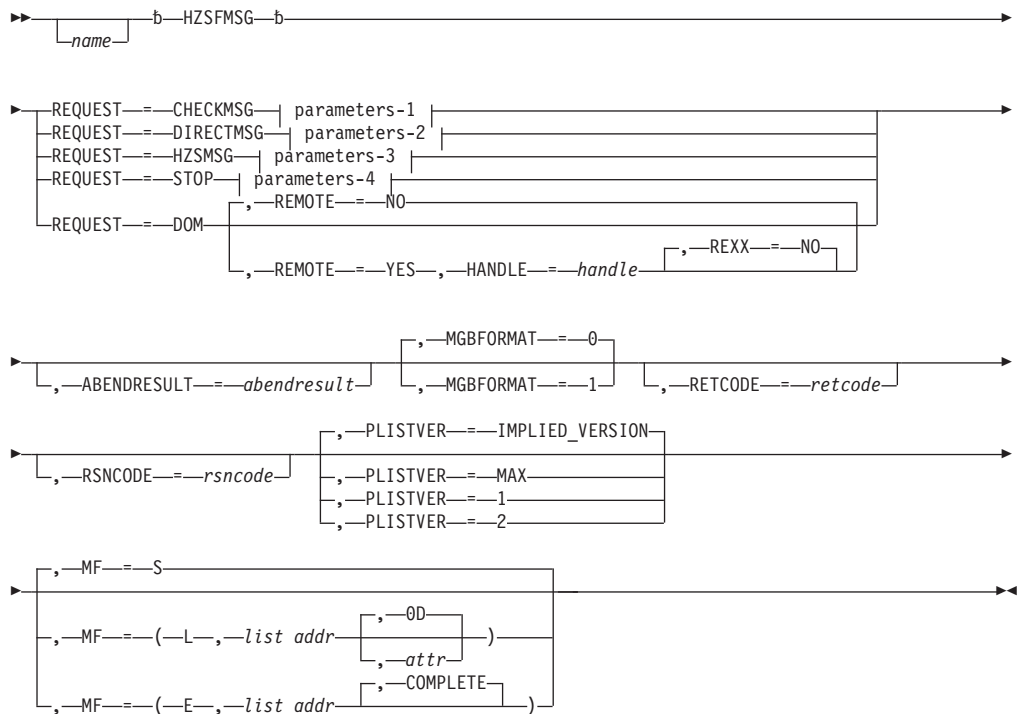 ƀ HZSFMSG ƀ
name
REQUEST = CHECKMSG parameters-1
REQUEST = DIRECTMSG parameters-2
REQUEST = HZSMSG parameters-3
REQUEST = STOP parameters-4
, REMOTE = NO
REQUEST = DOM
, REXX = NO
, REMOTE = YES , HANDLE = handle
, MGBFORMAT = 0
, ABENDRESULT = abendresult , MGBFORMAT = 1 , RETCODE = retcode
, PLISTVER = IMPLIED_VERSION
, RSNCODE = rsncode , PLISTVER = MAX
, PLISTVER = 1
, PLISTVER = 2
, MF = S
, 0D
, MF = ( L , list addr )
, attr
, COMPLETE
, MF = ( E , list addr )